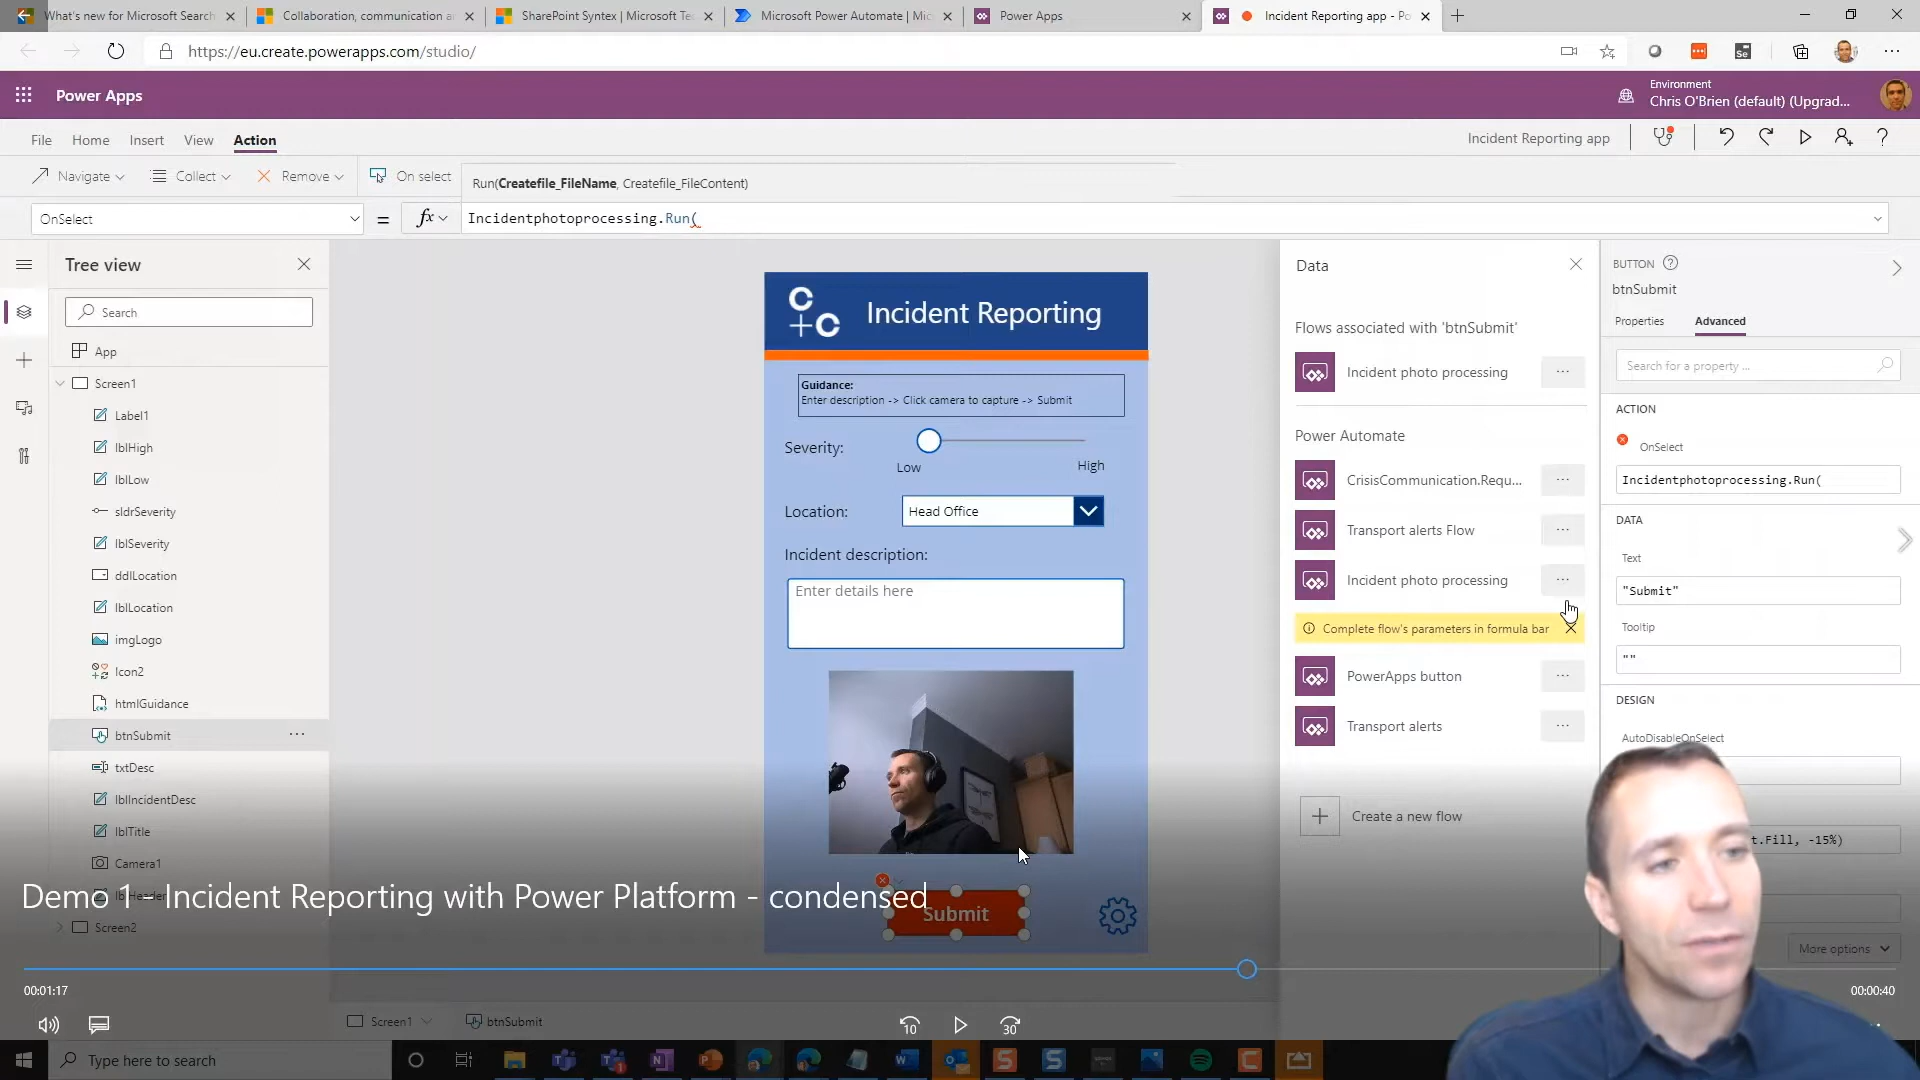 What's new for Microsoft Search
Collaboration, communication a
SharePoint Syntex | Microsoft Te
Microsoft Power Automate | Mic
Power Apps
Incident Reporting app - Po
https://eu.create.powerapps.com/studio/
Power Apps
Environment
Chris O'Brien (default) (Upgrad...
File
Home
Insert
View
Action
Incident Reporting app
Navigate
Collect
Remove
On select
Run(Createfile_FileName, Createfile_FileContent)
OnSelect
=
fx
Incidentphotoprocessing.Run(
Tree view
Search
App
Screen1
Label1
lblHigh
lblLow
sldrSeverity
lblSeverity
ddlLocation
lblLocation
imgLogo
Icon2
htmlGuidance
btnSubmit
txtDesc
lblIncidentDesc
lblTitle
Camera1
lblHeader
Screen2
C+C
Incident Reporting
Guidance:
Enter description -> Click camera to capture -> Submit
Severity:
Low
High
Location:
Head Office
Incident description:
Enter details here
Submit
Data
Flows associated with 'btnSubmit'
Incident photo processing
Power Automate
CrisisCommunication.Requ...
Transport alerts Flow
Incident photo processing
Complete flow's parameters in formula bar
PowerApps button
Transport alerts
Create a new flow
BUTTON
btnSubmit
Properties
Advanced
Search for a property ...
ACTION
OnSelect
Incidentphotoprocessing.Run(
DATA
Text
"Submit"
Tooltip
""
DESIGN
AutoDisableOnSelect
t.Fill, -15%)
More options
Demo 1 - Incident Reporting with Power Platform - condensed
00:01:17
00:00:40
10
30
Screen1
btnSubmit
Type here to search